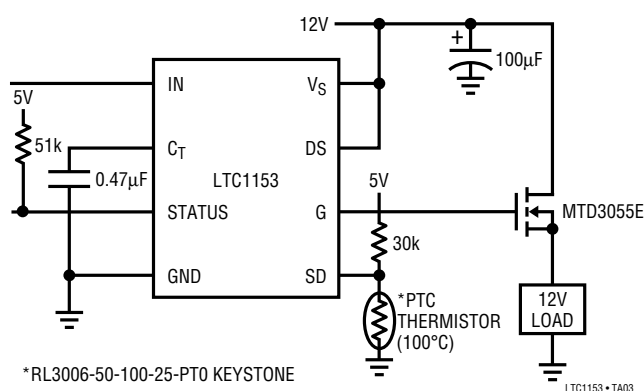 12V
+
100μF
IN
VS
5V
51k
CT
DS
0.47μF
LTC1153
5V
STATUS
G
MTD3055E
30k
GND
SD
*PTC
THERMISTOR
(100°C)
12V
LOAD
*RL3006-50-100-25-PT0 KEYSTONE
LTC1153 • TA03